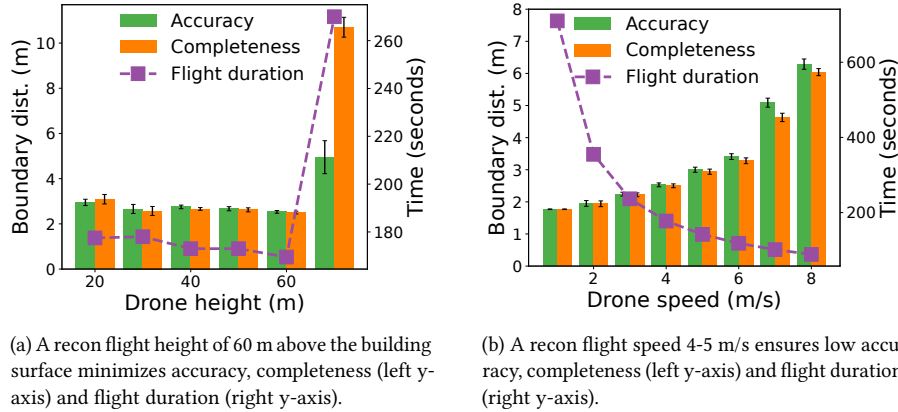 Boundary dist. (m)
10
8
6
4
2
0
Accuracy
Completeness
Flight duration
260
240
220
200
180
Time (seconds)
20
40
60
Drone height (m)
(a) A recon flight height of 60 m above the building
surface minimizes accuracy, completeness (left y-
axis) and flight duration (right y-axis).
Boundary dist. (m)
8
7
6
5
4
3
2
1
0
Accuracy
Completeness
Flight duration
600
400
200
Time (seconds)
2
4
6
8
Drone speed (m/s)
(b) A recon flight speed 4-5 m/s ensures low accu
racy, completeness (left y-axis) and flight duration
(right y-axis).